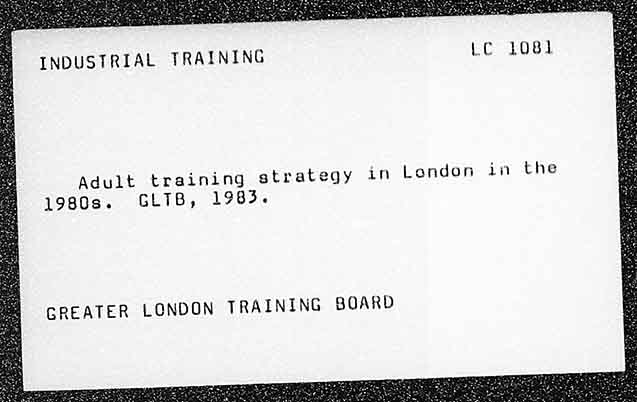 INDUSTRIAL TRAINING LC 1081
Adult training strategy in London in the
1980s. GLTB, 1983.
GREATER LONDON TRAINING BOARD